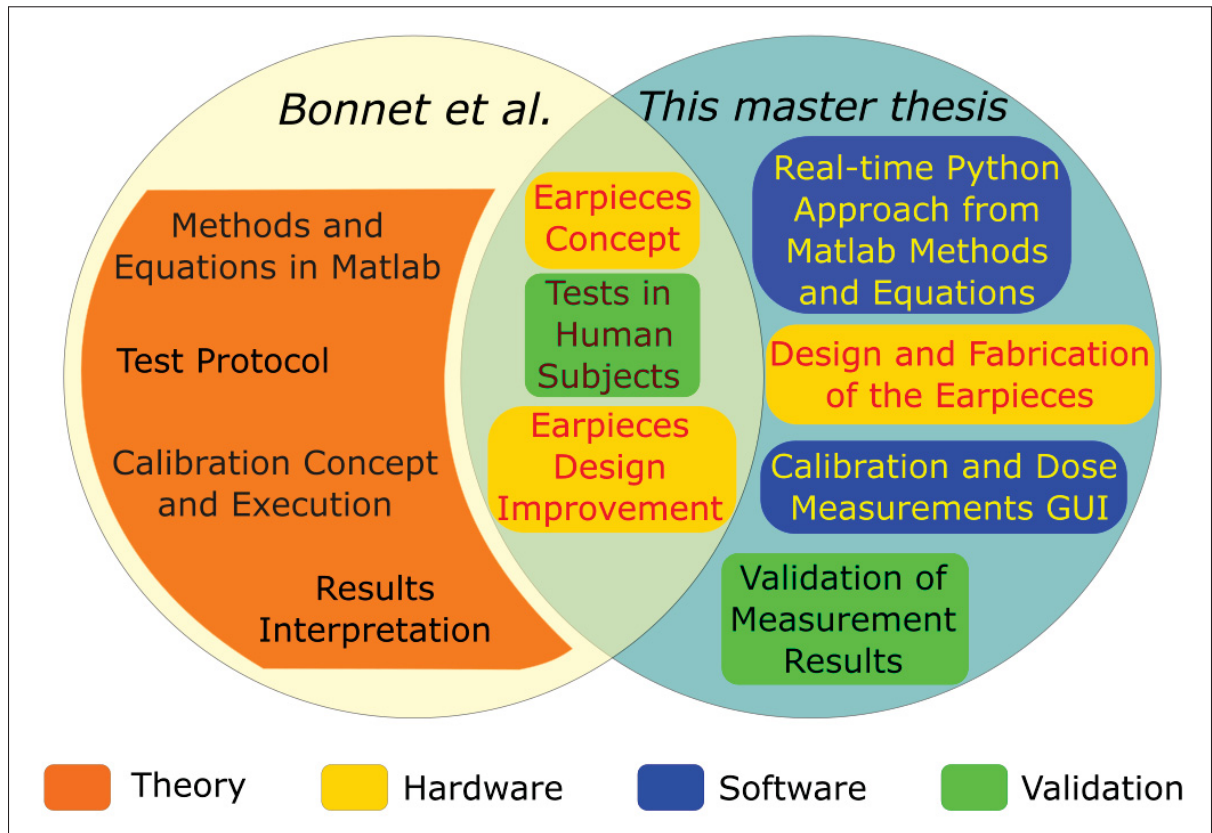 Bonnet et al.
Methods and
Equations in Matlab
Test Protocol
Calibration Concept
and Execution
Results
Interpretation
Earpieces
Concept
Tests in
Human
Subjects
Earpieces
Design
Improvement
This master thesis
Real-time Python
Approach from
Matlab Methods
and Equations
Design and Fabrication
of the Earpieces
Calibration and Dose
Measurements GUI
Validation of
Measurement
Results
Theory
Hardware
Software
Validation